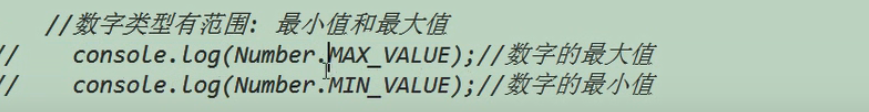 //数字类型有范围: 最小值和最大值
//    console.log(Number.MAX_VALUE);//数字的最大值
//    console.log(Number.MIN_VALUE);//数字的最小值